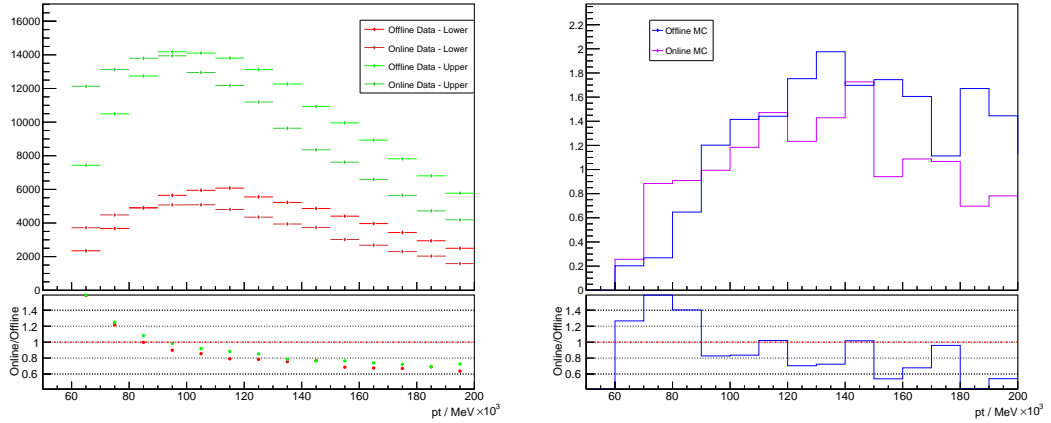 16000
14000
12000
10000
8000
6000
4000
2000
0
Offline Data - Lower
Online Data - Lower
Offline Data - Upper
Online Data - Upper
1.4
1.2
1
0.8
0.6
Online/Offline
60 80 100 120 140 160 180 200
pt / MeV ×10³
2.2
2
1.8
1.6
1.4
1.2
1
0.8
0.6
0.4
0.2
0
Offline MC
Online MC
1.4
1.2
1
0.8
0.6
Online/Offline
60 80 100 120 140 160 180 200
pt / MeV ×10³